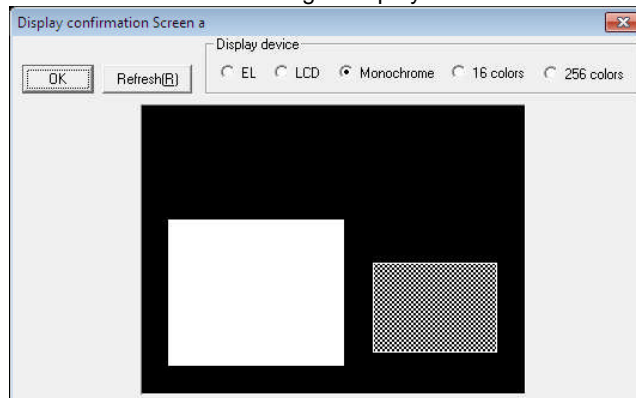 Display confirmation Screen a
Display device
OK
Refresh(R)
EL
LCD
Monochrome
16 colors
256 colors